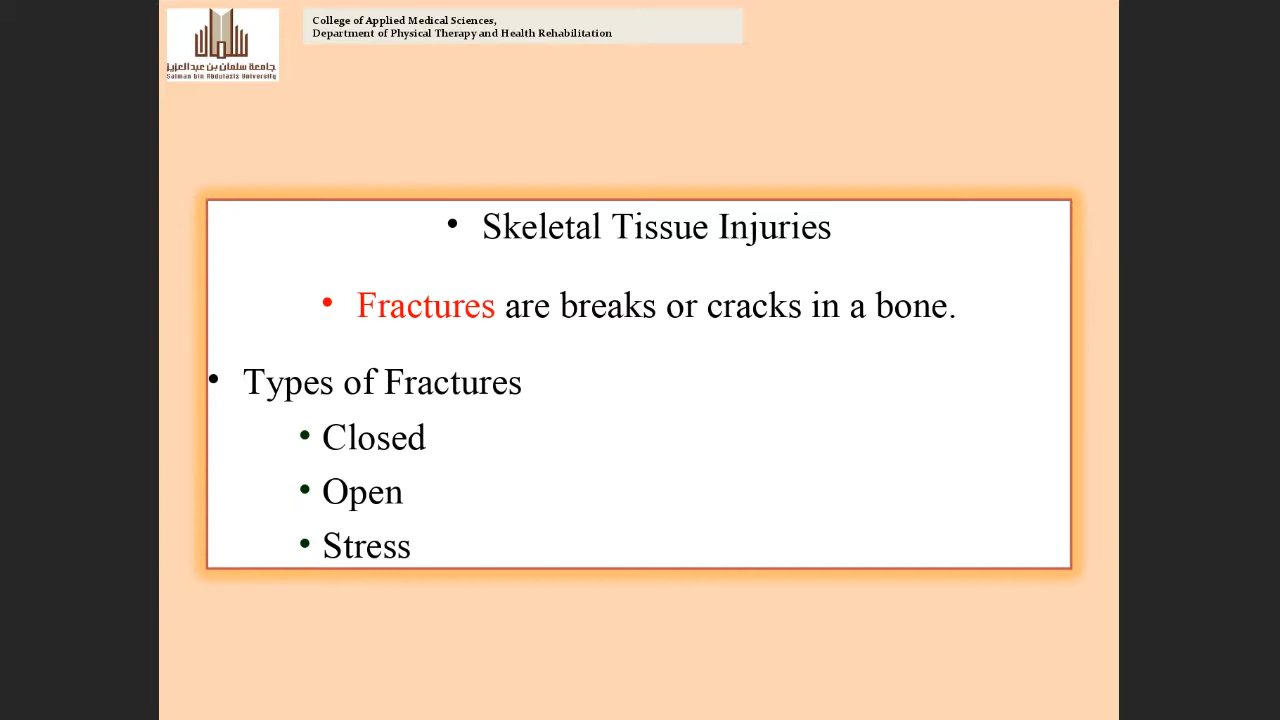 جامعة سلمان بن عبدالعزيز
Salman bin Abdulaziz University
College of Applied Medical Sciences,
Department of Physical Therapy and Health Rehabilitation
• Skeletal Tissue Injuries
• Fractures are breaks or cracks in a bone.
• Types of Fractures
• Closed
• Open
• Stress